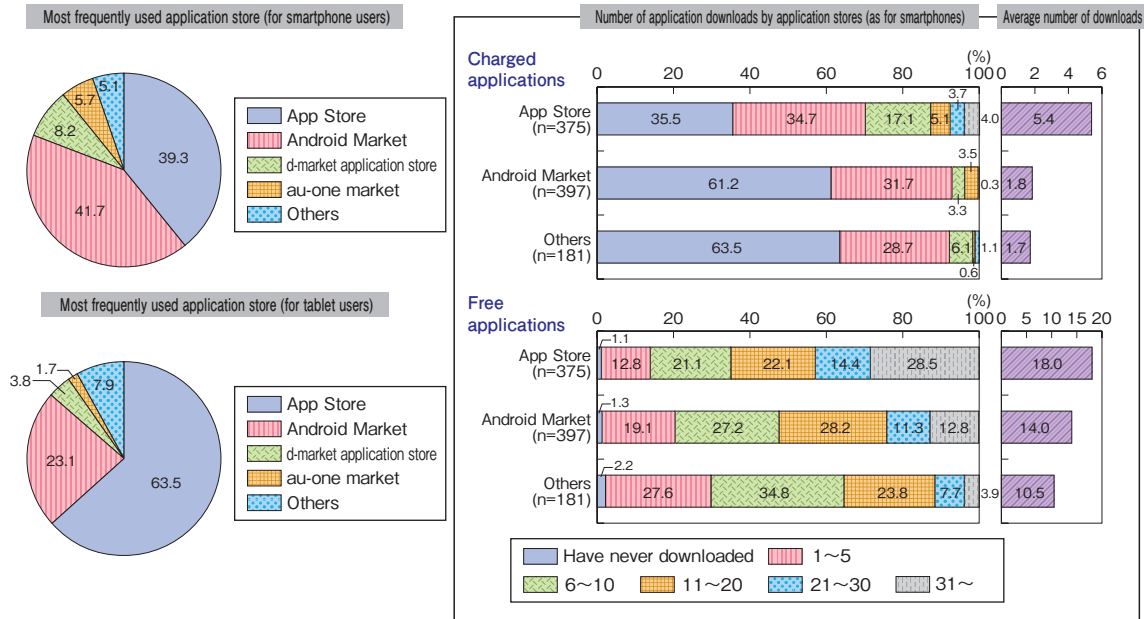 Most frequently used application store (for smartphone users)
5.1
5.7
8.2
39.3
41.7
App Store
Android Market
d-market application store
au-one market
Others
Most frequently used application store (for tablet users)
1.7
3.8
7.9
23.1
63.5
App Store
Android Market
d-market application store
au-one market
Others
Number of application downloads by application stores (as for smartphones)
Average number of downloads
Charged
applications
(%)
0 20 40 60 80 100
0 2 4 6
App Store
(n=375)
35.5 34.7 17.1 5.1 3.7 4.0
5.4
Android Market
(n=397)
61.2 31.7 3.3 3.5 0.3
1.8
Others
(n=181)
63.5 28.7 6.1 0.6 1.1
1.7
Free
applications
(%)
0 20 40 60 80 100
0 5 10 15 20
App Store
(n=375)
1.1 12.8 21.1 22.1 14.4 28.5
18.0
Android Market
(n=397)
1.3 19.1 27.2 28.2 11.3 12.8
14.0
Others
(n=181)
2.2 27.6 34.8 23.8 7.7 3.9
10.5
Have never downloaded 1〜5
6〜10 11〜20 21〜30 31〜